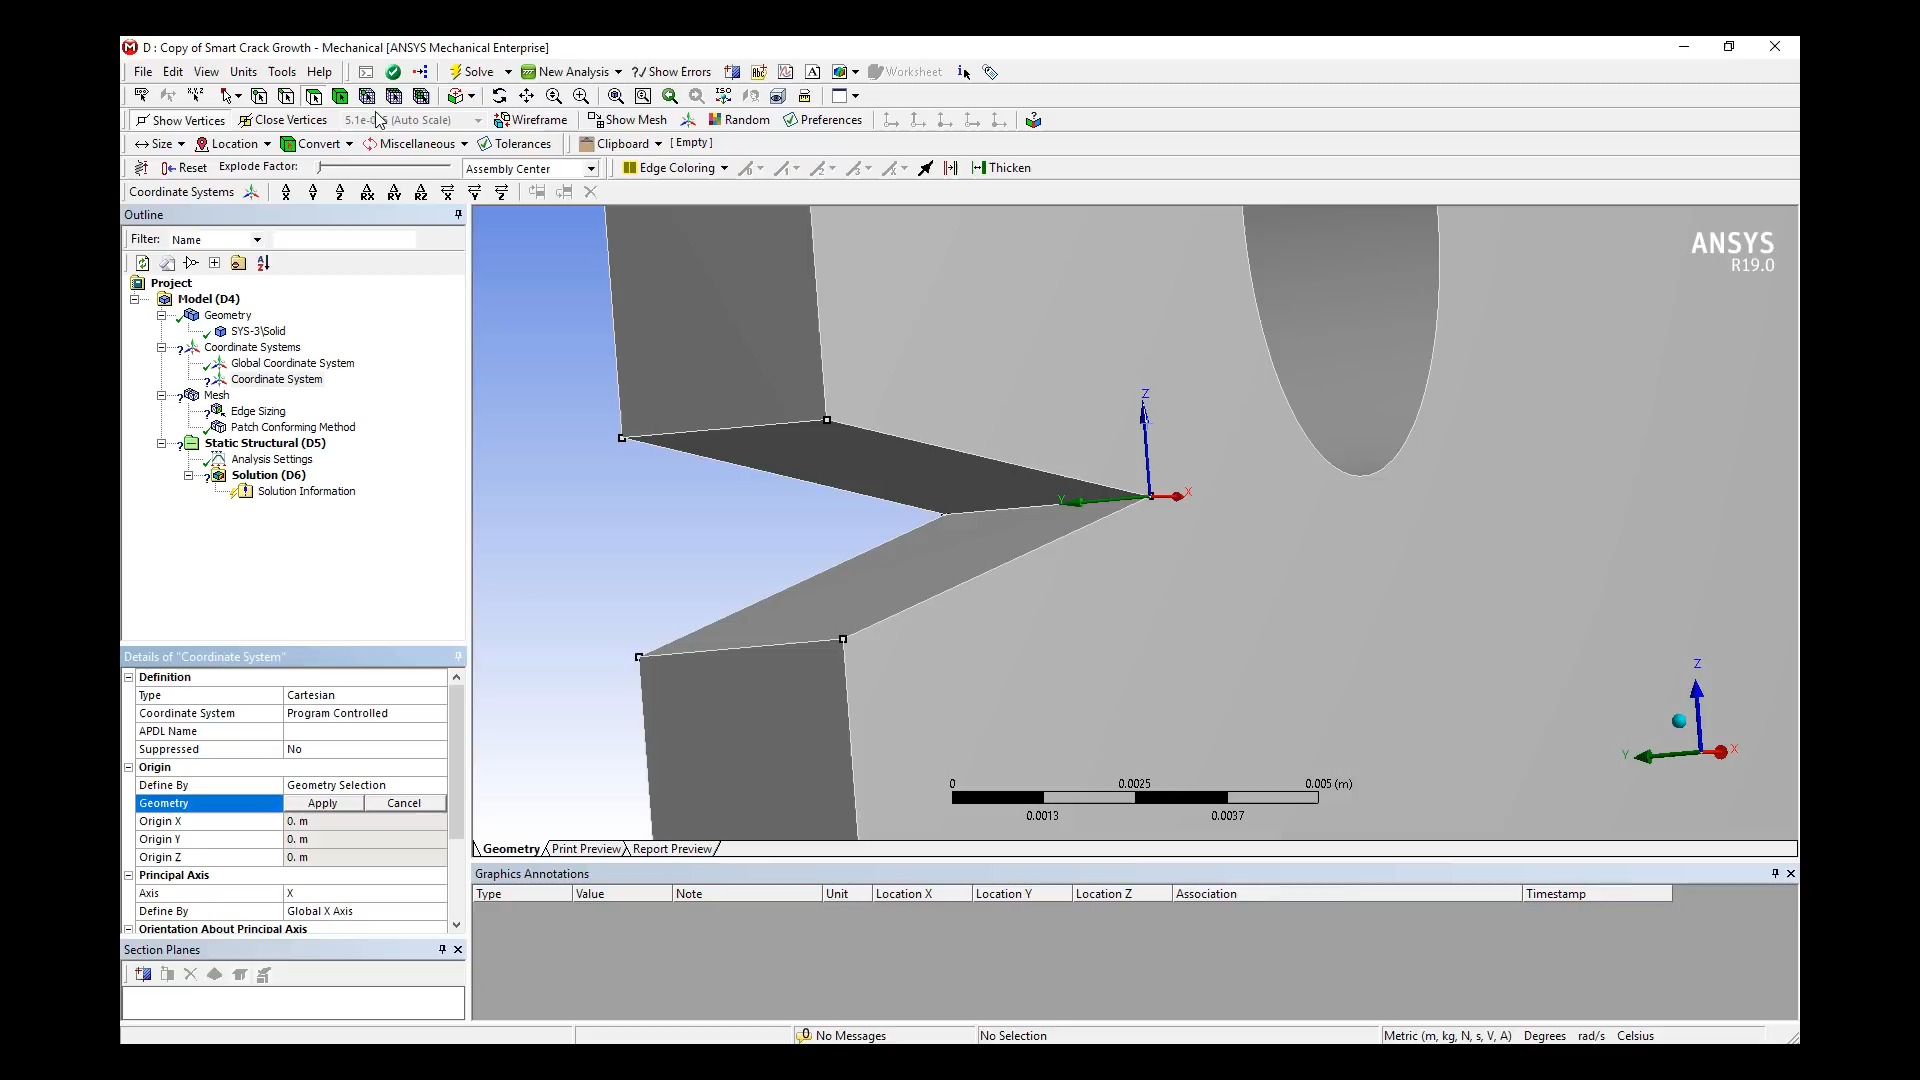 D : Copy of Smart Crack Growth - Mechanical [ANSYS Mechanical Enterprise]
File Edit View Units Tools Help Solve New Analysis ?/Show Errors A Worksheet
ISO
Show Vertices Close Vertices (Auto Scale) Wireframe Show Mesh Random Preferences
Size Location Convert Miscellaneous Tolerances Clipboard [ Empty ]
Reset Explode Factor: Assembly Center Edge Coloring Thicken
Coordinate Systems X Y Z RX RY RZ X Y Z
Outline
Filter: Name
Project
Model (D4)
Geometry
SYS-3\Solid
Coordinate Systems
Global Coordinate System
Coordinate System
Mesh
Edge Sizing
Patch Conforming Method
Static Structural (D5)
Analysis Settings
Solution (D6)
Solution Information
ANSYS
R19.0
Z
Y
X
Z
Y
X
0 0.0025 0.005 (m)
0.0013 0.0037
Details of "Coordinate System"
Definition
Type Cartesian
Coordinate System Program Controlled
APDL Name
Suppressed No
Origin
Define By Geometry Selection
Geometry Apply Cancel
Origin X 0. m
Origin Y 0. m
Origin Z 0. m
Principal Axis
Axis X
Define By Global X Axis
Orientation About Principal Axis
Section Planes
Geometry Print Preview Report Preview
Graphics Annotations
Type Value Note Unit Location X Location Y Location Z Association Timestamp
0 No Messages No Selection Metric (m, kg, N, s, V, A) Degrees rad/s Celsius